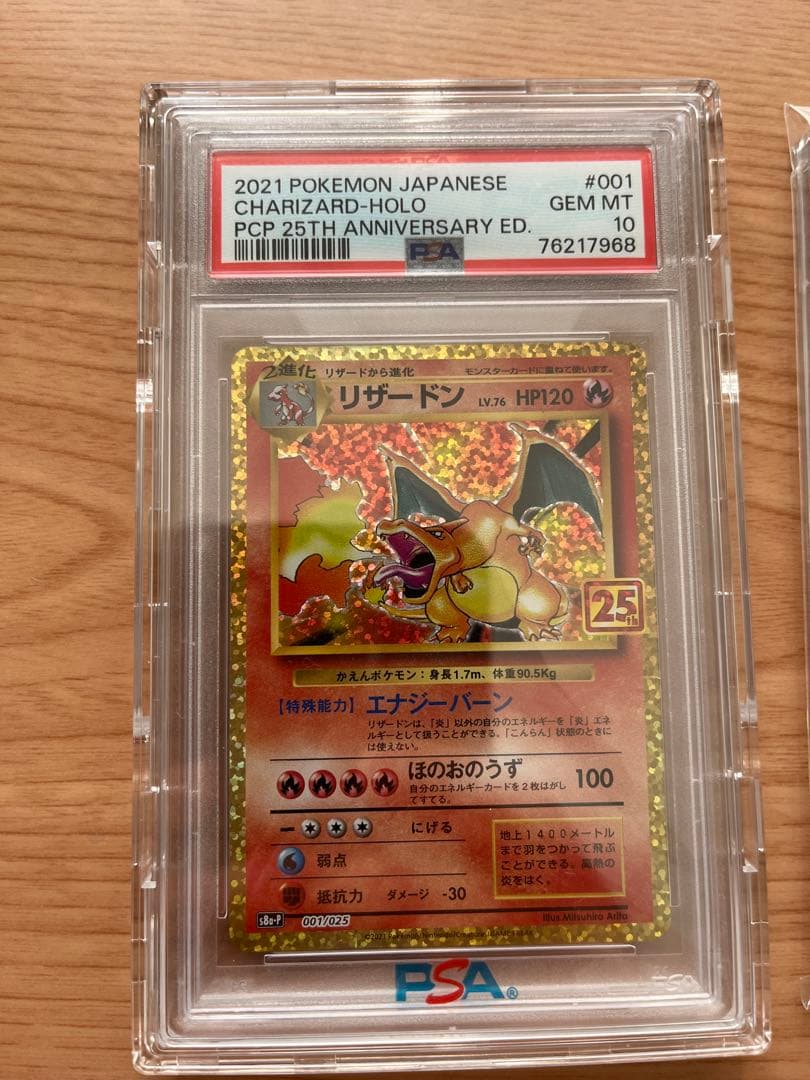 2021 POKEMON JAPANESE #001
CHARIZARD-HOLO GEM MT
PCP 25TH ANNIVERSARY ED. 10
PSA 76217968
2進化 リザードから進化 モンスターカードに重ねて使います。
リザードン LV.76 HP120
25th
かえんポケモン：身長1.7m、体重90.5Kg
【特殊能力】エナジーバーン
リザードンは、「炎」以外の自分のエネルギーを「炎」エネ
ルギーとして扱うことができる。「こんらん」状態のときに
は使えない。
ほのおのうず 100
自分のエネルギーカードを2枚はがし
てすてる。
ー にげる
弱点
抵抗力 ダメージ -30
地上1400メートル
まで羽をつかって飛ぶ
ことができる。高熱の
炎をはく。
Illus.Mitsuhiro Arita
s8a-P 001/025
©2021 Pokémon/Nintendo/Creatures/GAME FREAK
PSA®